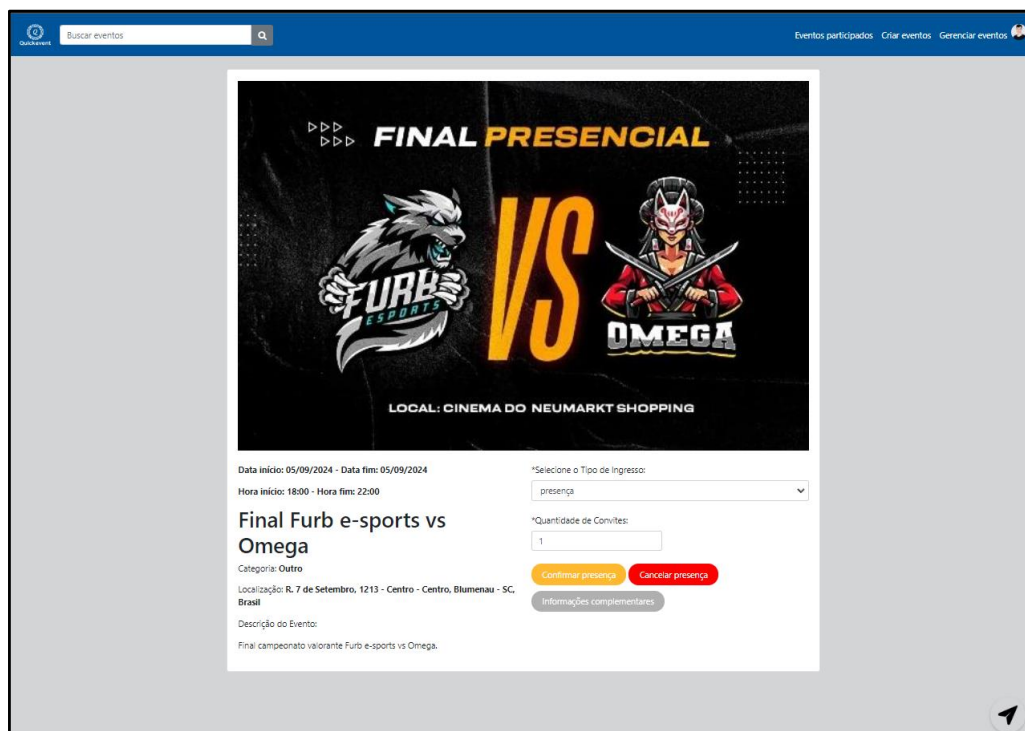 Quickevent
Buscar eventos
Eventos participados Criar eventos Gerenciar eventos
FINAL PRESENCIAL
VS
FURB
ESPORTS
OMEGA
LOCAL: CINEMA DO NEUMARKT SHOPPING
Data início: 05/09/2024 - Data fim: 05/09/2024
Hora início: 18:00 - Hora fim: 22:00
Final Furb e-sports vs
Omega
Categoria: Outro
Localização: R. 7 de Setembro, 1213 - Centro - Centro, Blumenau - SC,
Brasil
Descrição do Evento:
Final campeonato valorante Furb e-sports vs Omega.
*Selecione o Tipo de Ingresso:
presença
*Quantidade de Convites:
1
Confirmar presença Cancelar presença
Informações complementares